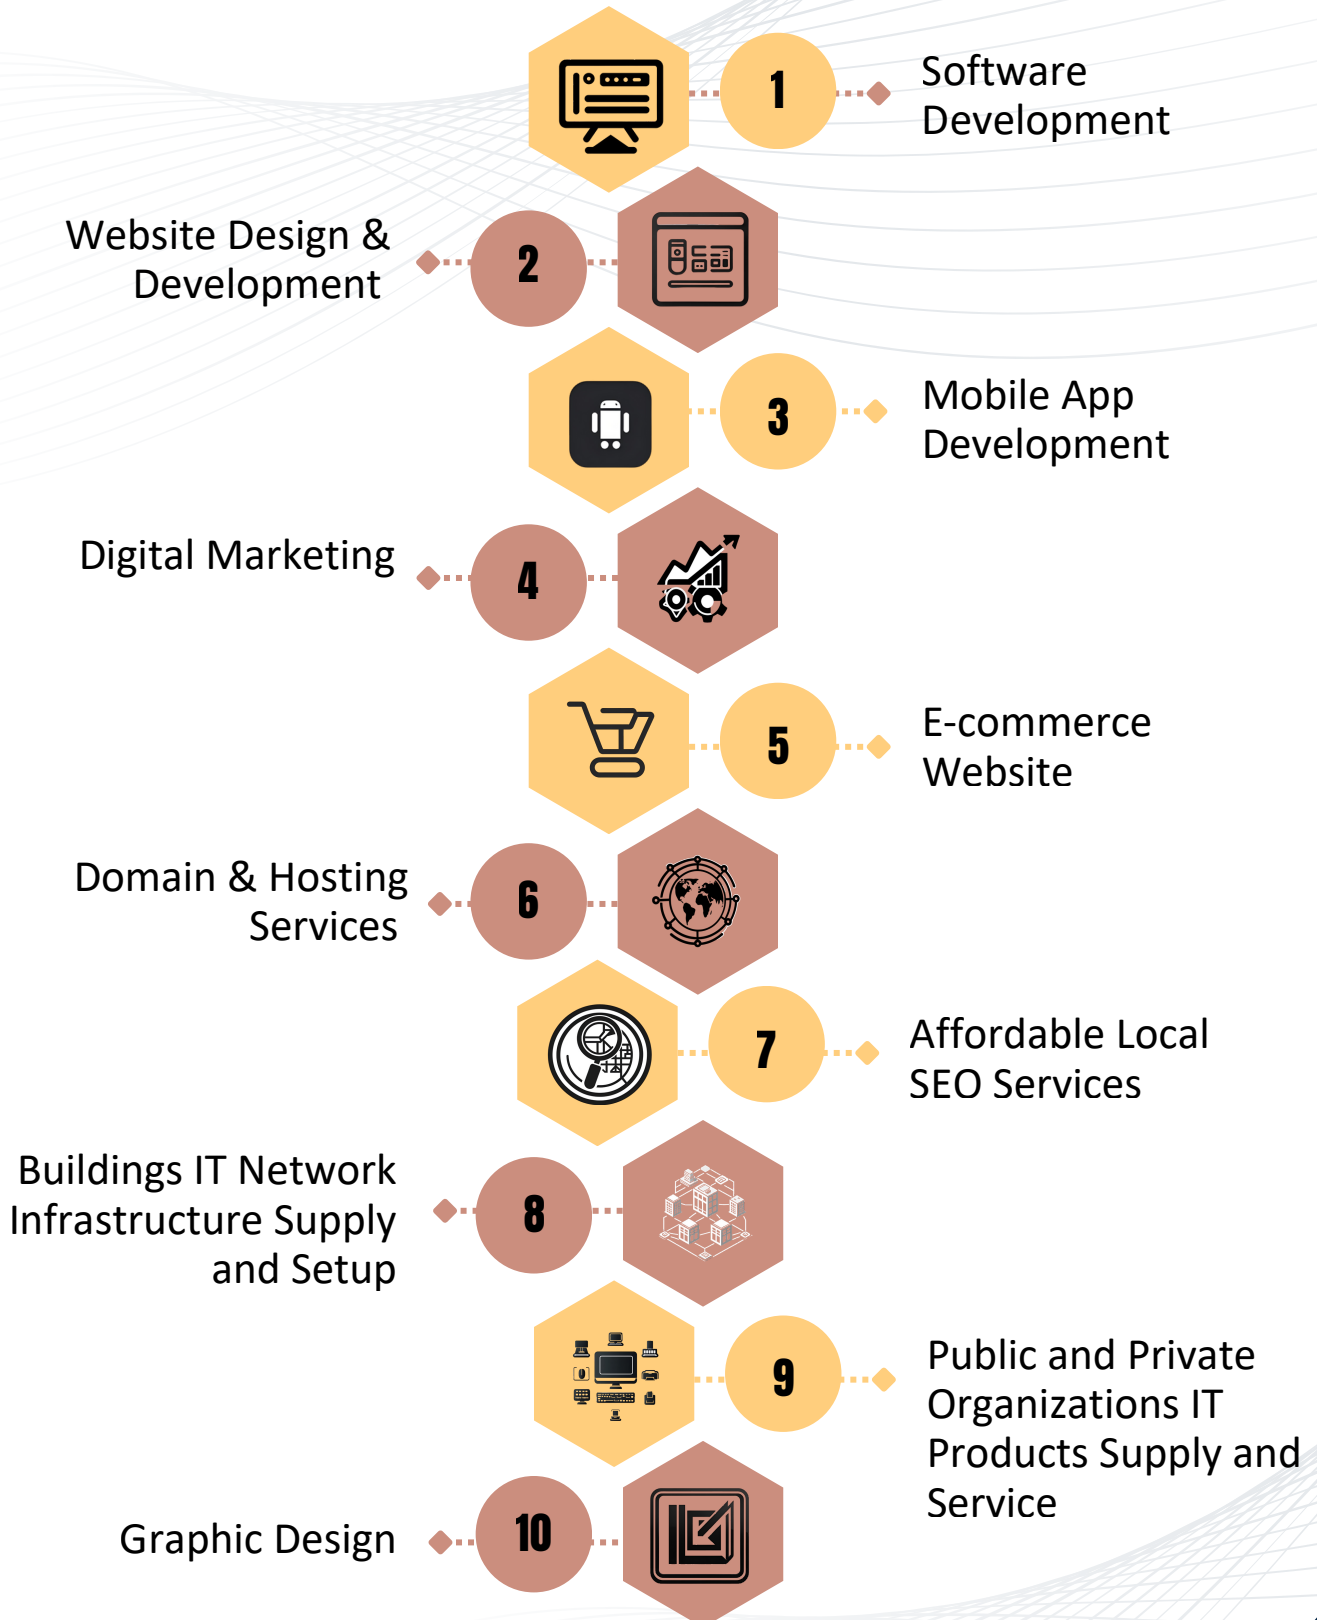 1
Software
Development
2
Website Design &
Development
3
Mobile App
Development
4
Digital Marketing
5
E-commerce
Website
6
Domain & Hosting
Services
7
Affordable Local
SEO Services
8
Buildings IT Network
Infrastructure Supply
and Setup
9
Public and Private
Organizations IT
Products Supply and
Service
10
Graphic Design